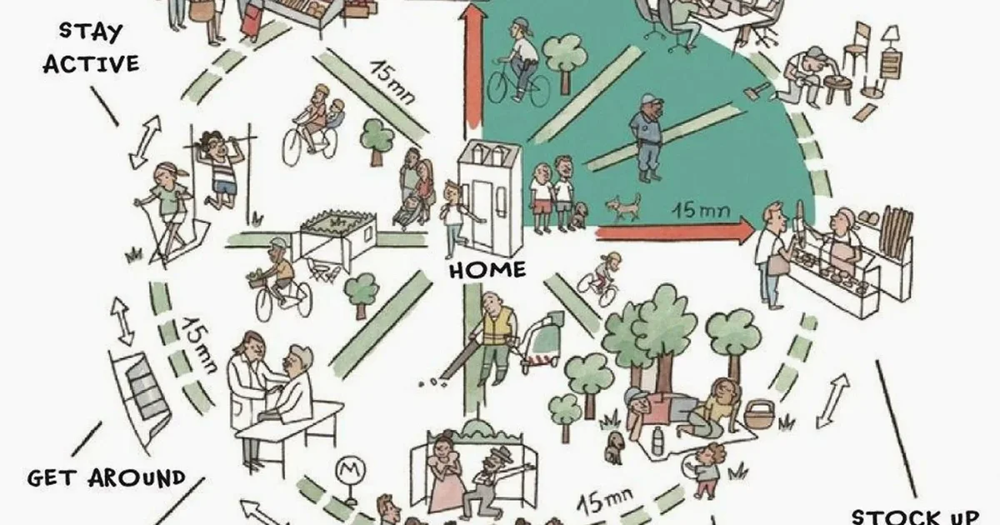 STAY
ACTIVE
15mn
15mn
HOME
15mn
GET AROUND
M
15mn
STOCK UP